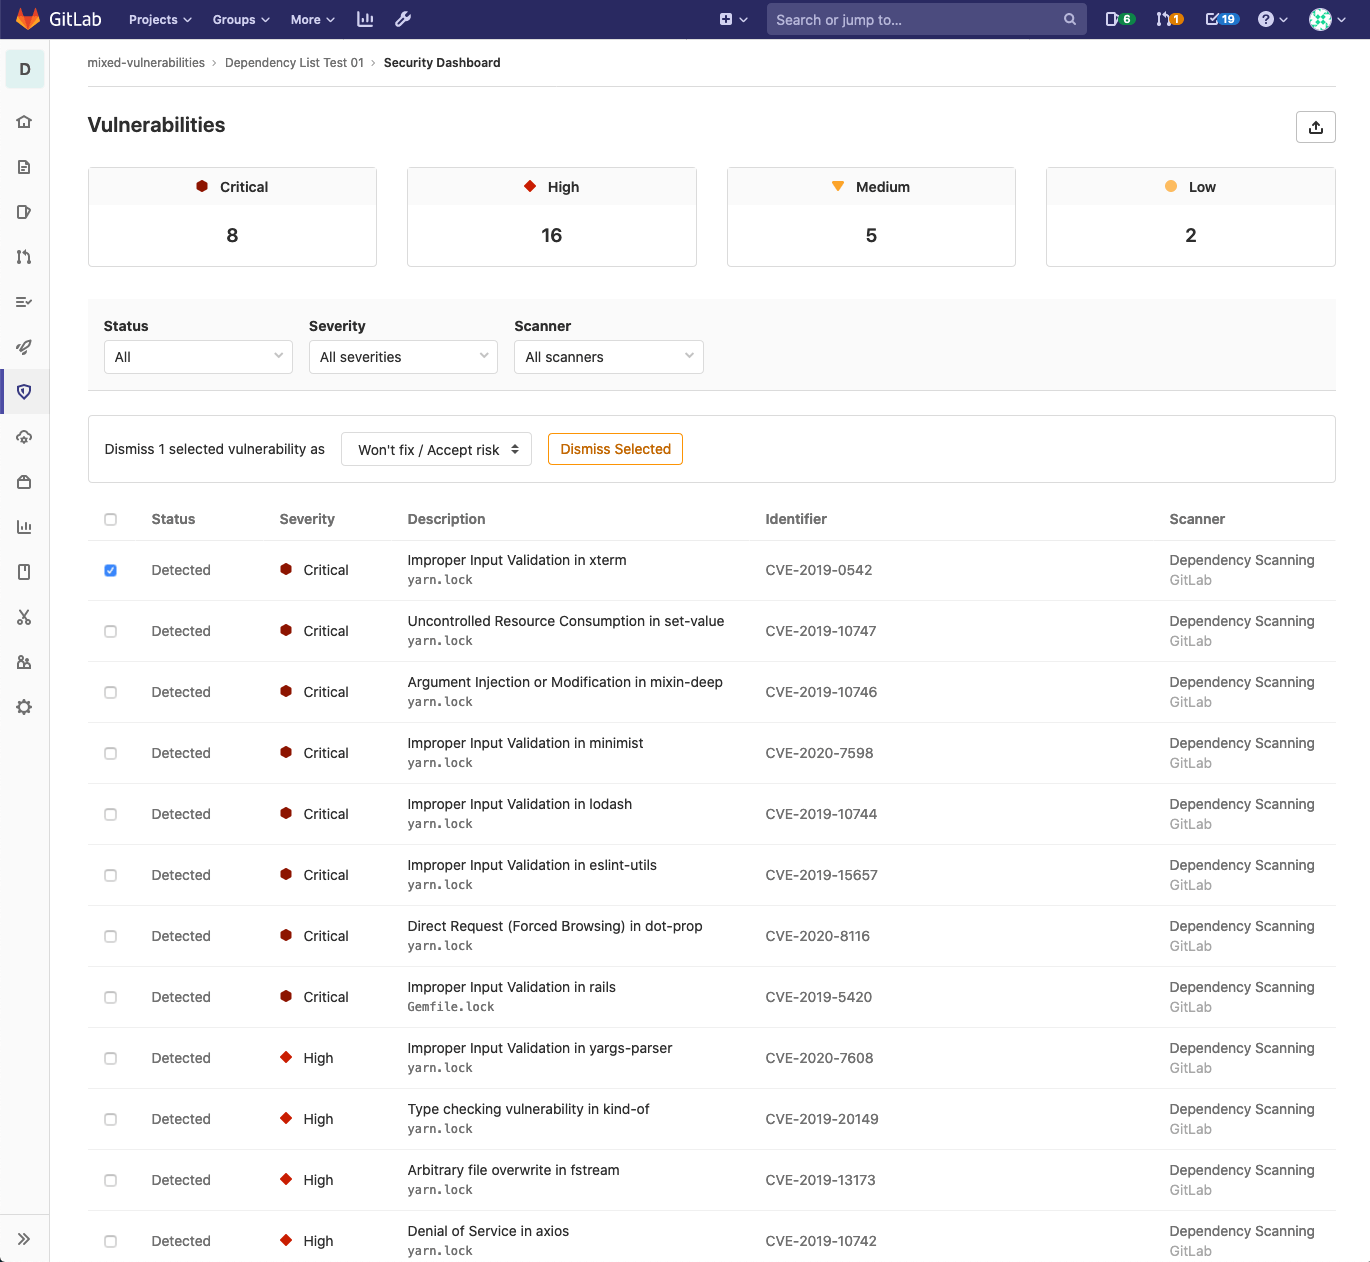 GitLab Projects Groups More Search or jump to... 6 1 19
D
mixed-vulnerabilities › Dependency List Test 01 › Security Dashboard
Vulnerabilities
Critical High Medium Low
8 16 5 2
Status Severity Scanner
All All severities All scanners
Dismiss 1 selected vulnerability as Won't fix / Accept risk Dismiss Selected
Status Severity Description Identifier Scanner
Detected Critical Improper Input Validation in xterm CVE-2019-0542 Dependency Scanning
yarn.lock GitLab
Detected Critical Uncontrolled Resource Consumption in set-value CVE-2019-10747 Dependency Scanning
yarn.lock GitLab
Detected Critical Argument Injection or Modification in mixin-deep CVE-2019-10746 Dependency Scanning
yarn.lock GitLab
Detected Critical Improper Input Validation in minimist CVE-2020-7598 Dependency Scanning
yarn.lock GitLab
Detected Critical Improper Input Validation in lodash CVE-2019-10744 Dependency Scanning
yarn.lock GitLab
Detected Critical Improper Input Validation in eslint-utils CVE-2019-15657 Dependency Scanning
yarn.lock GitLab
Detected Critical Direct Request (Forced Browsing) in dot-prop CVE-2020-8116 Dependency Scanning
yarn.lock GitLab
Detected Critical Improper Input Validation in rails CVE-2019-5420 Dependency Scanning
Gemfile.lock GitLab
Detected High Improper Input Validation in yargs-parser CVE-2020-7608 Dependency Scanning
yarn.lock GitLab
Detected High Type checking vulnerability in kind-of CVE-2019-20149 Dependency Scanning
yarn.lock GitLab
Detected High Arbitrary file overwrite in fstream CVE-2019-13173 Dependency Scanning
yarn.lock GitLab
Detected High Denial of Service in axios CVE-2019-10742 Dependency Scanning
yarn.lock GitLab